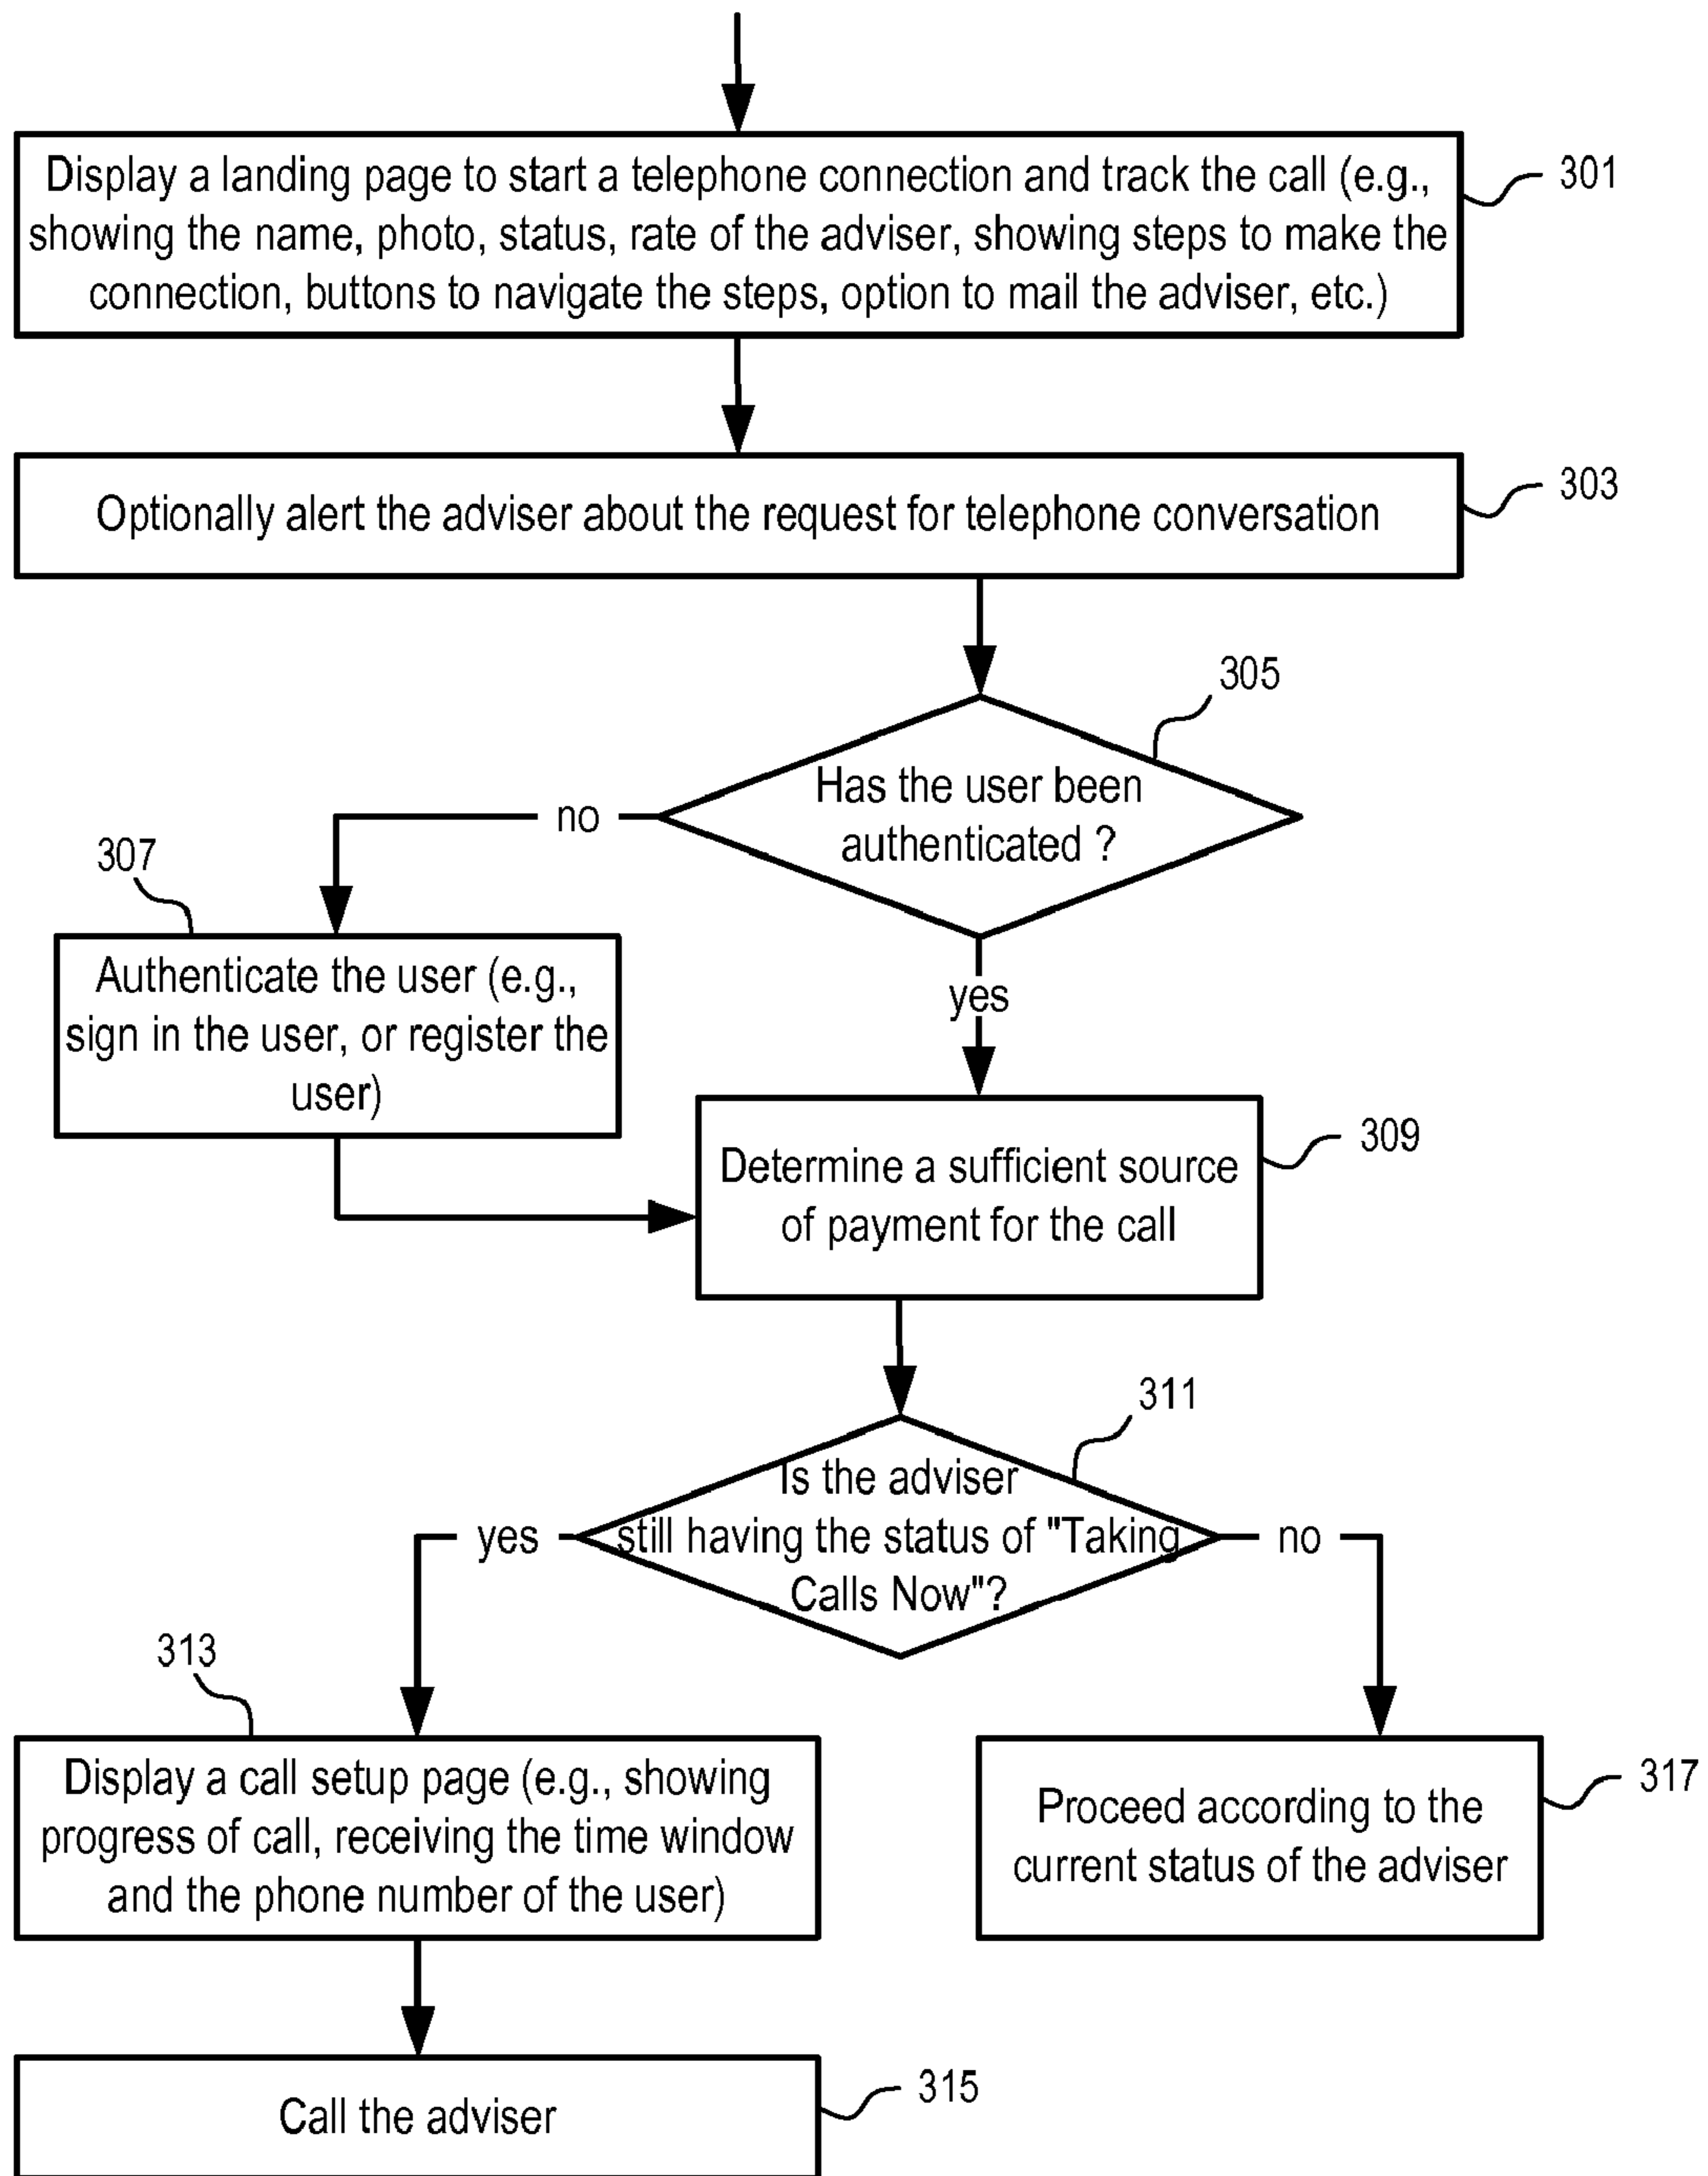 Display a landing page to start a telephone connection and track the call (e.g.,
showing the name, photo, status, rate of the adviser, showing steps to make the
connection, buttons to navigate the steps, option to mail the adviser, etc.)
301
Optionally alert the adviser about the request for telephone conversation
303
305
Has the user been
authenticated ?
no
307
Authenticate the user (e.g.,
sign in the user, or register the
user)
yes
Determine a sufficient source
of payment for the call
309
311
Is the adviser
still having the status of "Taking
Calls Now"?
yes
no
313
Display a call setup page (e.g., showing
progress of call, receiving the time window
and the phone number of the user)
Proceed according to the
current status of the adviser
317
Call the adviser
315